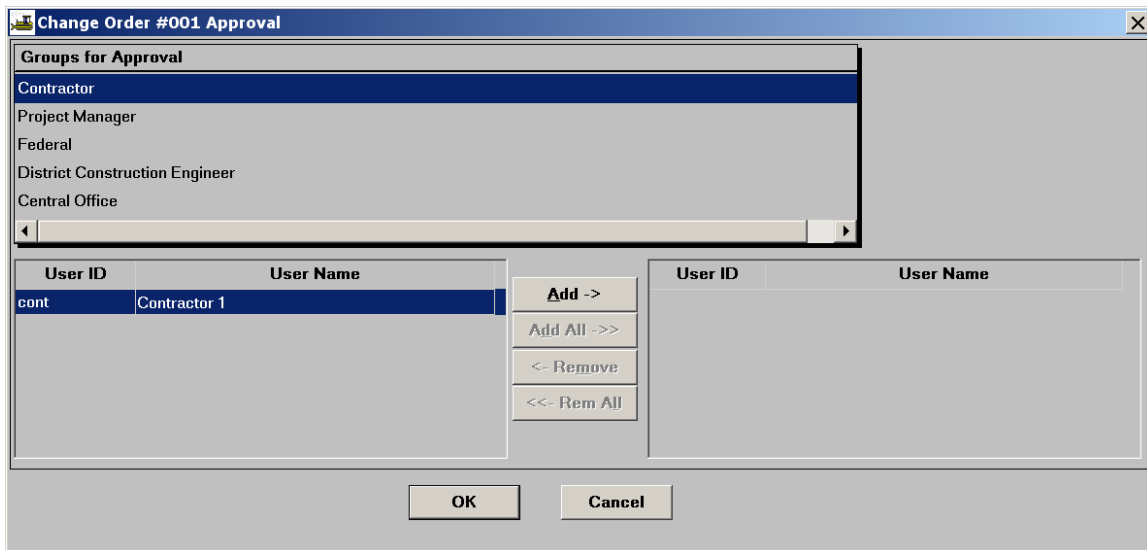 Change Order #001 Approval
Groups for Approval
Contractor
Project Manager
Federal
District Construction Engineer
Central Office
User ID User Name
cont Contractor 1
Add ->
Add All ->>
<- Remove
<<- Rem All
User ID User Name
OK Cancel